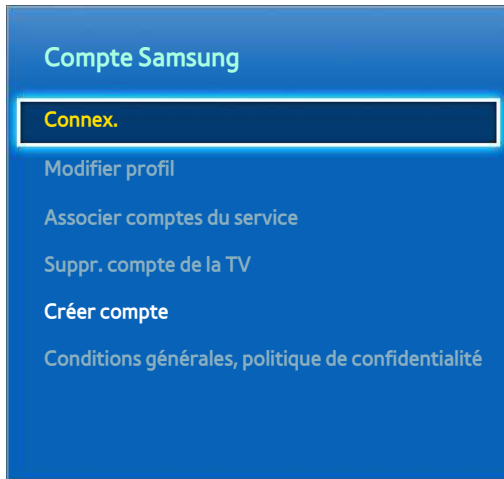 Compte Samsung
Connex.
Modifier profil
Associer comptes du service
Suppr. compte de la TV
Créer compte
Conditions générales, politique de confidentialité